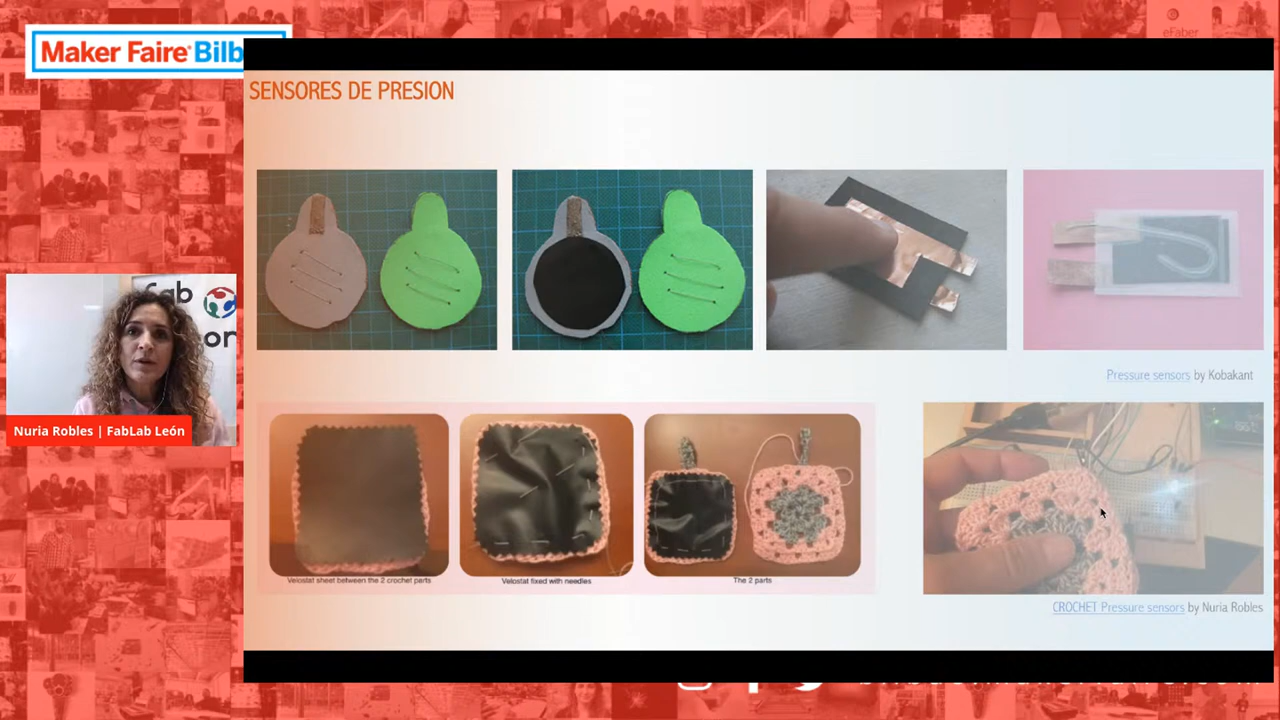 eFaber
Maker Faire Bilb
SENSORES DE PRESION
Pressure sensors by Kobakant
Nuria Robles | FabLab León
Velostat sheet between the 2 crochet parts
Velostat fixed with needles
The 2 parts
CROCHET Pressure sensors by Nuria Robles